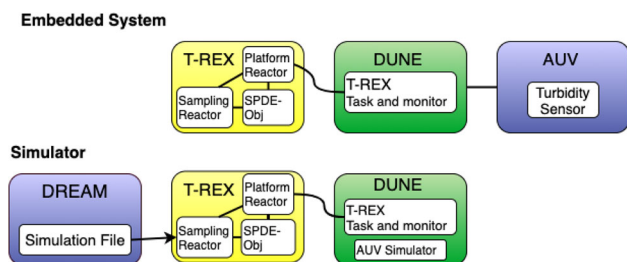 Embedded System
T-REX
Platform
Reactor
Sampling
Reactor
SPDE-
Obj
DUNE
T-REX
Task and monitor
AUV
Turbidity
Sensor
Simulator
DREAM
Simulation File
T-REX
Platform
Reactor
Sampling
Reactor
SPDE-
Obj
DUNE
T-REX
Task and monitor
AUV Simulator